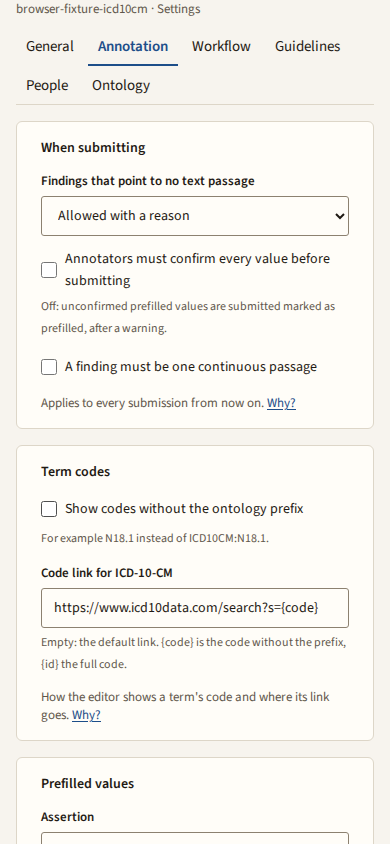 browser-fixture-icd10cm · Settings
General Annotation Workflow Guidelines
People Ontology
When submitting
Findings that point to no text passage
Allowed with a reason
Annotators must confirm every value before
submitting
Off: unconfirmed prefilled values are submitted marked as
prefilled, after a warning.
A finding must be one continuous passage
Applies to every submission from now on. Why?
Term codes
Show codes without the ontology prefix
For example N18.1 instead of ICD10CM:N18.1.
Code link for ICD-10-CM
https://www.icd10data.com/search?s={code}
Empty: the default link. {code} is the code without the prefix,
{id} the full code.
How the editor shows a term's code and where its link
goes. Why?
Prefilled values
Assertion